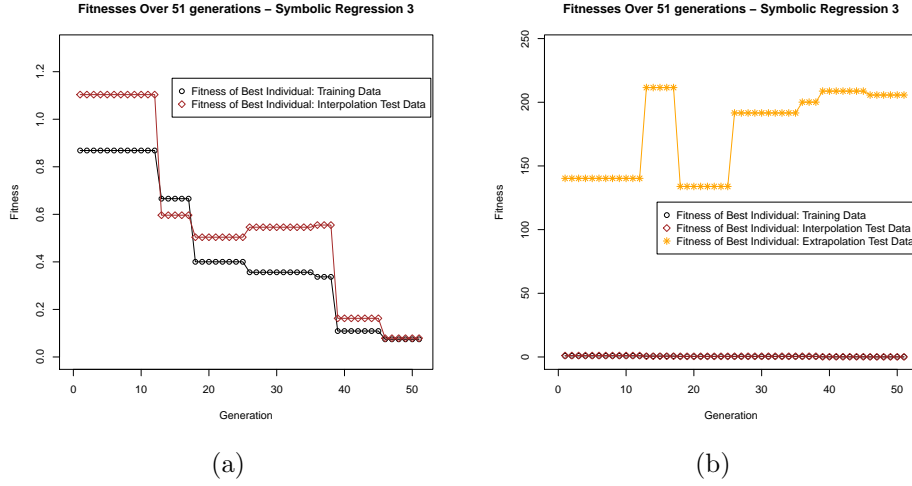 Fitnesses Over 51 generations – Symbolic Regression 3
Fitness
1.2
1.0
0.8
0.6
0.4
0.2
0.0
Fitness of Best Individual: Training Data
Fitness of Best Individual: Interpolation Test Data
0 10 20 30 40 50
Generation
(a)
Fitnesses Over 51 generations – Symbolic Regression 3
Fitness
250
200
150
100
50
0
Fitness of Best Individual: Training Data
Fitness of Best Individual: Interpolation Test Data
Fitness of Best Individual: Extrapolation Test Data
0 10 20 30 40 50
Generation
(b)